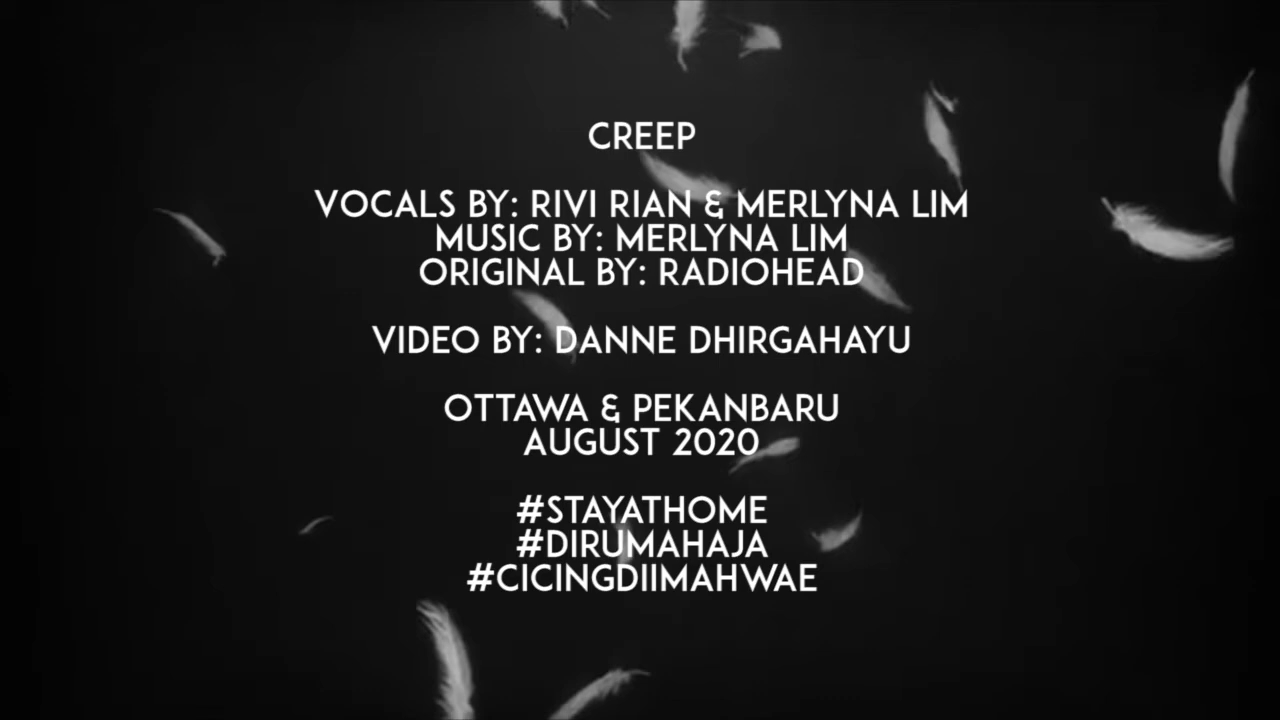 CREEP
VOCALS BY: RIVI RIAN & MERLYNA LIM
MUSIC BY: MERLYNA LIM
ORIGINAL BY: RADIOHEAD
VIDEO BY: DANNE DHIRGAHAYU
OTTAWA & PEKANBARU
AUGUST 2020
#STAYATHOME
#DIRUMAHAJA
#CICINGDIIMAHWAE